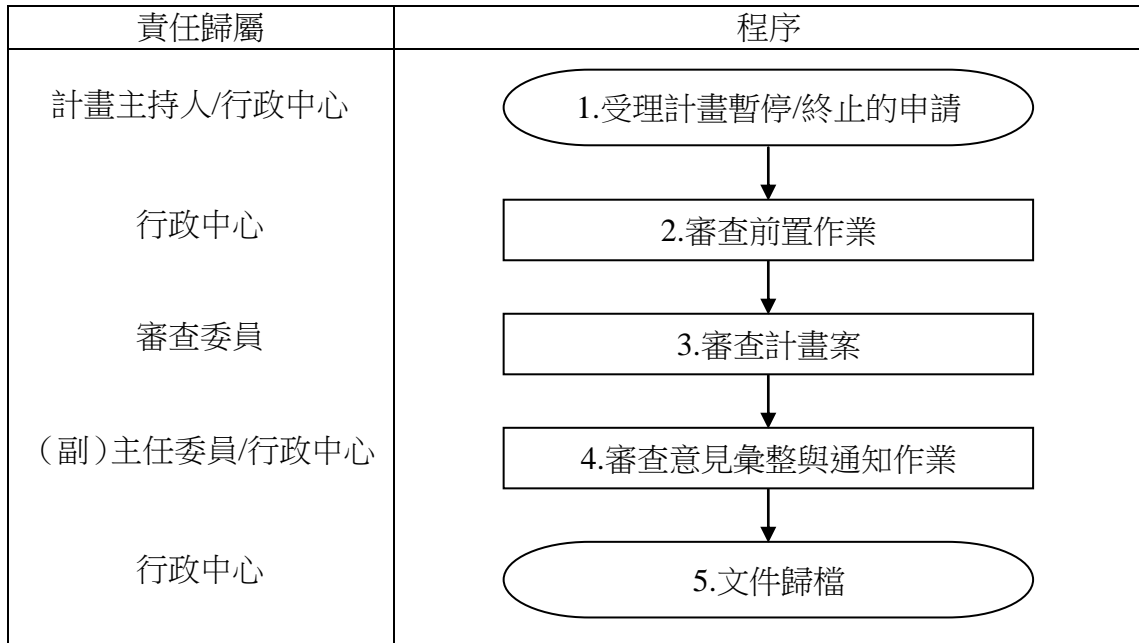 責任歸屬 程序
計畫主持人/行政中心 1.受理計畫暫停/終止的申請
行政中心 2.審查前置作業
審查委員 3.審查計畫案
（副）主任委員/行政中心 4.審查意見彙整與通知作業
行政中心 5.文件歸檔